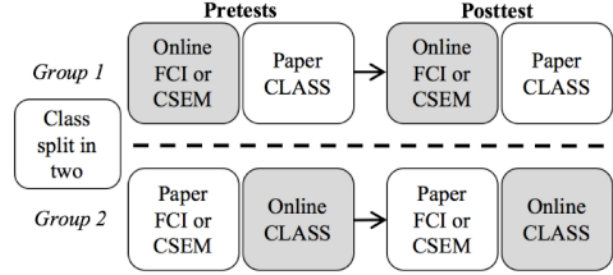 Pretests Posttest
Group 1
Online
FCI or
CSEM
Paper
CLASS
Online
FCI or
CSEM
Paper
CLASS
Class
split in
two
Group 2
Paper
FCI or
CSEM
Online
CLASS
Paper
FCI or
CSEM
Online
CLASS